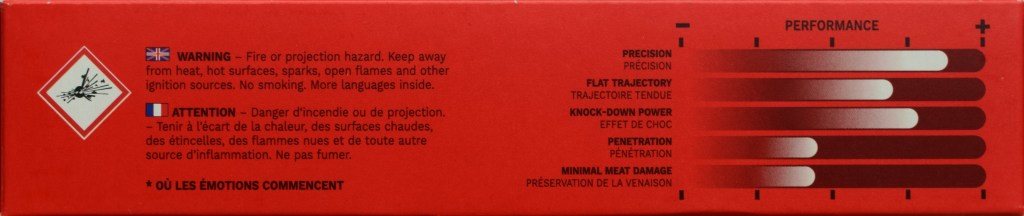 WARNING – Fire or projection hazard. Keep away
from heat, hot surfaces, sparks, open flames and other
ignition sources. No smoking. More languages inside.
ATTENTION – Danger d'incendie ou de projection.
– Tenir à l'écart de la chaleur, des surfaces chaudes,
des étincelles, des flammes nues et de toute autre
source d'inflammation. Ne pas fumer.
* OÙ LES ÉMOTIONS COMMENCENT
– PERFORMANCE +
PRECISION
PRÉCISION
FLAT TRAJECTORY
TRAJECTOIRE TENDUE
KNOCK-DOWN POWER
EFFET DE CHOC
PENETRATION
PÉNÉTRATION
MINIMAL MEAT DAMAGE
PRÉSERVATION DE LA VENAISON